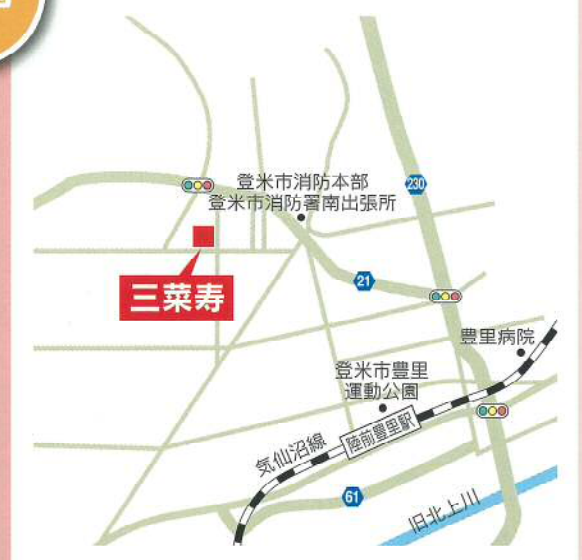 登米市消防本部
登米市消防署南出張所
230
三菜寿
21
豊里病院
登米市豊里
運動公園
陸前豊里駅
気仙沼線
61
旧北上川